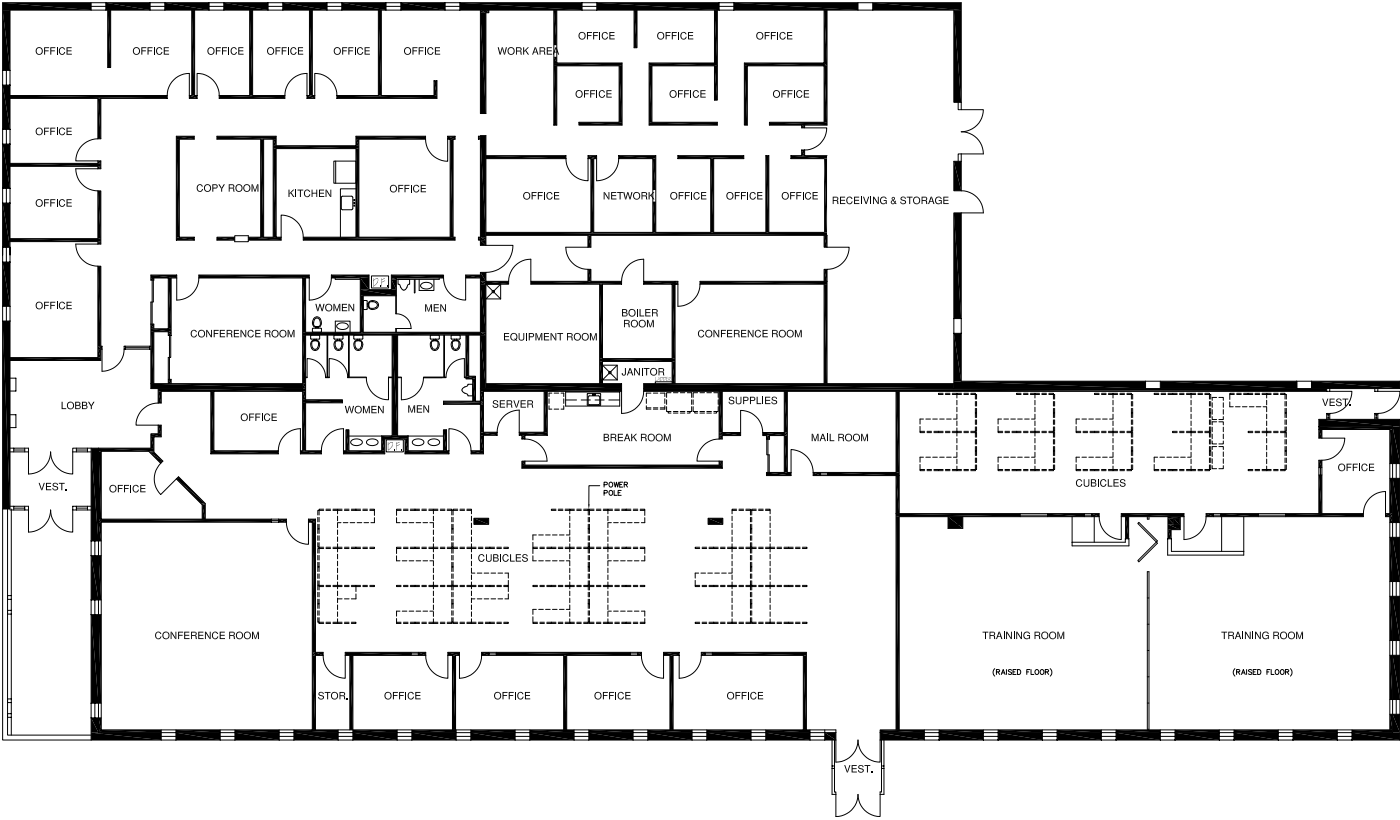 OFFICE
OFFICE
OFFICE
OFFICE
OFFICE
OFFICE
WORK AREA
OFFICE
OFFICE
OFFICE
OFFICE
OFFICE
OFFICE
OFFICE
OFFICE
COPY ROOM
KITCHEN
OFFICE
OFFICE
NETWORK
OFFICE
OFFICE
OFFICE
RECEIVING & STORAGE
OFFICE
CONFERENCE ROOM
WOMEN
MEN
EQUIPMENT ROOM
BOILER
ROOM
CONFERENCE ROOM
JANITOR
LOBBY
OFFICE
WOMEN
MEN
SERVER
BREAK ROOM
SUPPLIES
MAIL ROOM
VEST.
CUBICLES
OFFICE
VEST.
OFFICE
POWER
POLE
CUBICLES
CONFERENCE ROOM
TRAINING ROOM
(RAISED FLOOR)
TRAINING ROOM
(RAISED FLOOR)
STOR.
OFFICE
OFFICE
OFFICE
OFFICE
VEST.